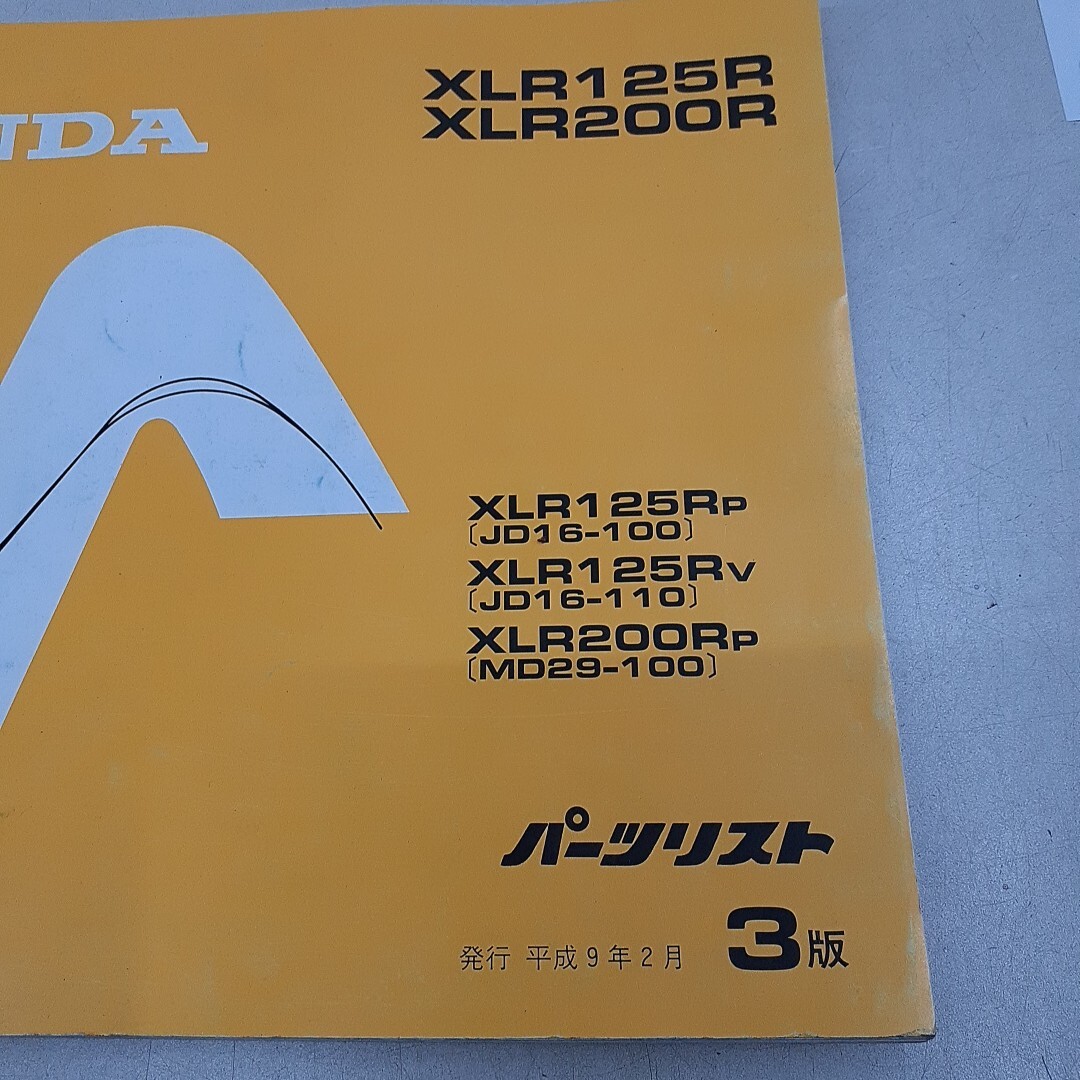 XLR125R
XLR200R
NDA
XLR125RP
〔JD16-100〕
XLR125RV
〔JD16-110〕
XLR200RP
〔MD29-100〕
パーツリスト
発行 平成9年2月 3版